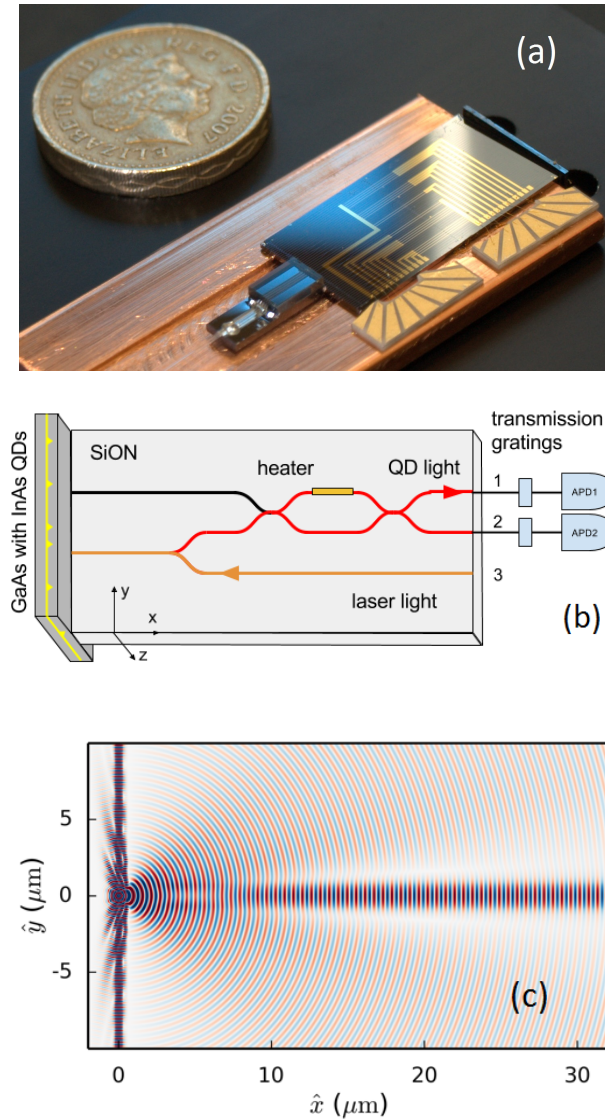 (a)
ELIZABETH II D G REG F D 2007
GaAs with InAs QDs
SiON
heater
QD light
transmission
gratings
1
APD1
2
APD2
3
laser light
y
x
z
(b)
ŷ (μm)
5
0
-5
(c)
0
10
20
30
x̂ (μm)